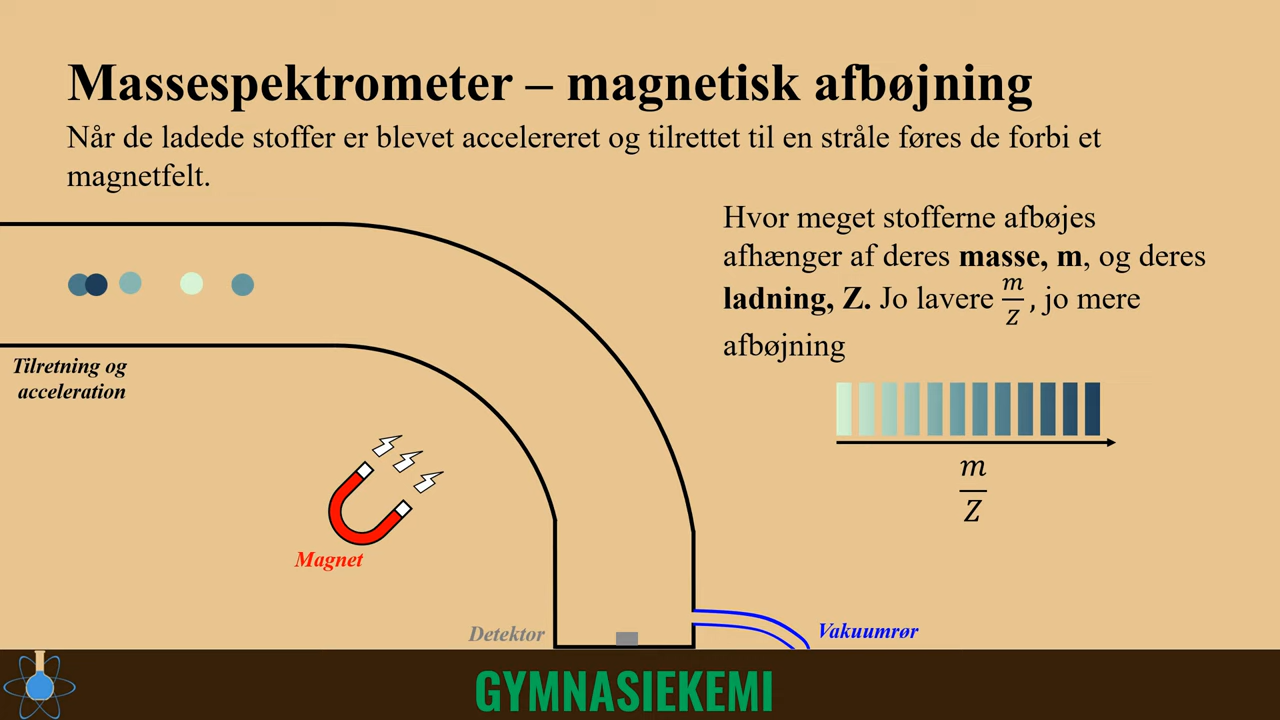 Massespektrometer – magnetisk afbøjning
Når de ladede stoffer er blevet accelereret og tilrettet til en stråle føres de forbi et
magnetfelt.
Hvor meget stofferne afbøjes
afhænger af deres masse, m, og deres
ladning, Z. Jo lavere m/Z, jo mere
afbøjning
Tilretning og
acceleration
m
Z
Magnet
Detektor
Vakuumrør
GYMNASIEKEMI